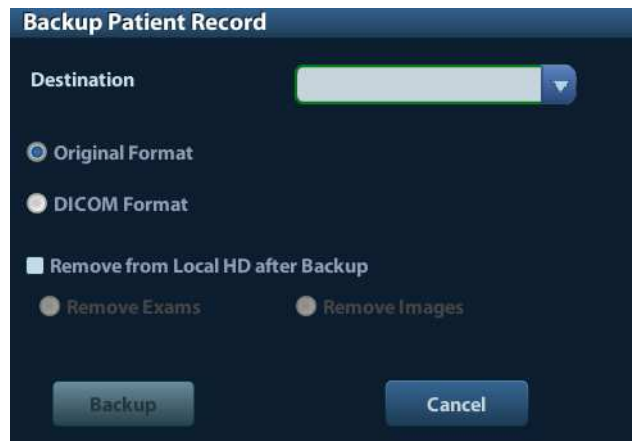 Backup Patient Record
Destination
Original Format
DICOM Format
Remove from Local HD after Backup
Remove Exams Remove Images
Backup Cancel